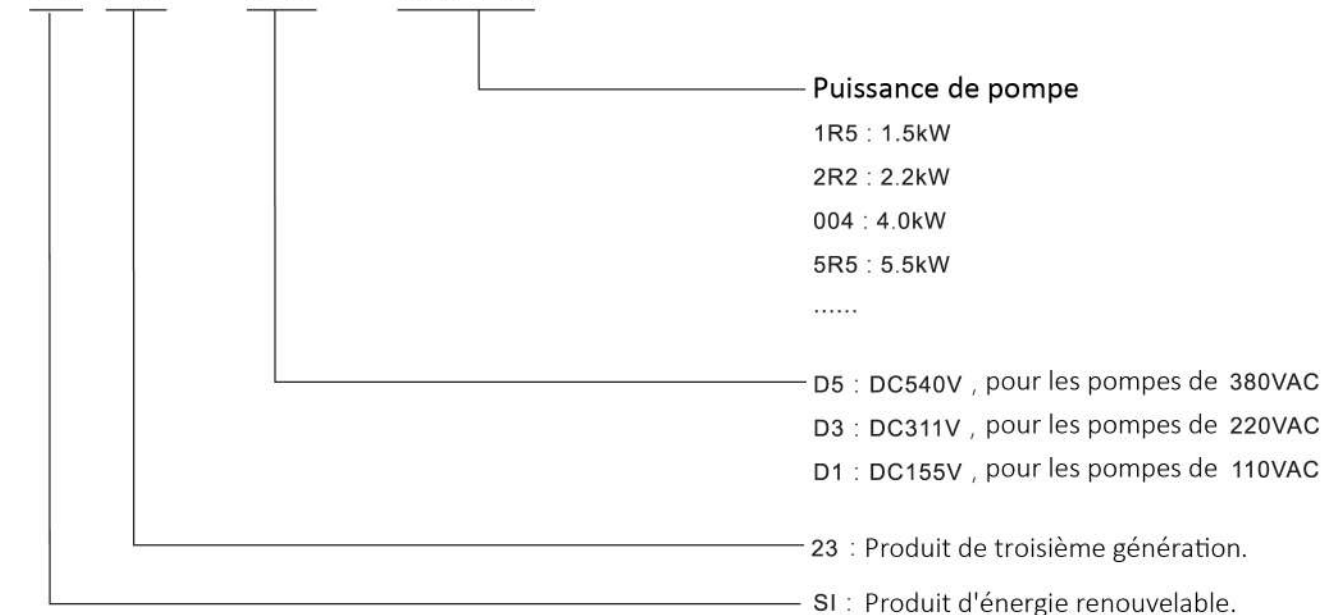 Puissance de pompe
1R5 : 1.5kW
2R2 : 2.2kW
004 : 4.0kW
5R5 : 5.5kW
......
D5 : DC540V , pour les pompes de 380VAC
D3 : DC311V , pour les pompes de 220VAC
D1 : DC155V , pour les pompes de 110VAC
23 : Produit de troisième génération.
SI : Produit d'énergie renouvelable.